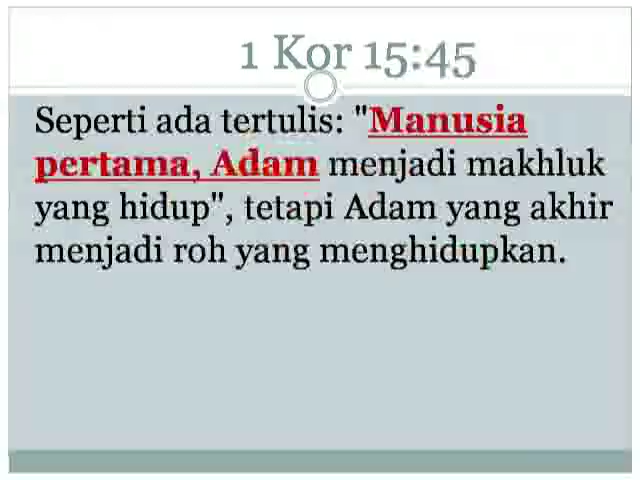 1 Kor 15:45
Seperti ada tertulis: "Manusia
pertama, Adam menjadi makhluk
yang hidup", tetapi Adam yang akhir
menjadi roh yang menghidupkan.